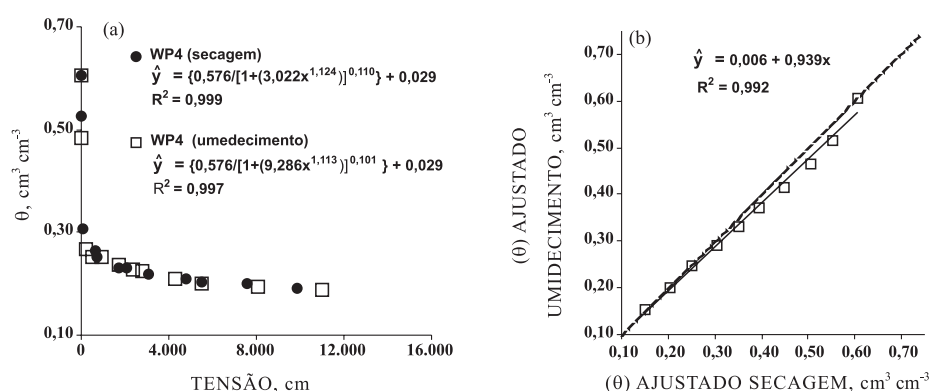 (a)
0,70
0,50
0,30
0,10
θ, cm³ cm⁻³
WP4 (secagem)
ŷ = {0,576/[1+(3,022x^1,124)]^0,110} + 0,029
R² = 0,999
WP4 (umedecimento)
ŷ = {0,576/[1+(9,286x^1,113)]^0,101 } + 0,029
R² = 0,997
0 4.000 8.000 12.000 16.000
TENSÃO, cm
(b)
0,70
0,60
0,50
0,40
0,30
0,20
0,10
(θ) AJUSTADO
UMIDECIMENTO, cm³ cm⁻³
ŷ = 0,006 + 0,939x
R² = 0,992
0,10 0,20 0,30 0,40 0,50 0,60 0,70
(θ) AJUSTADO SECAGEM, cm³ cm⁻³